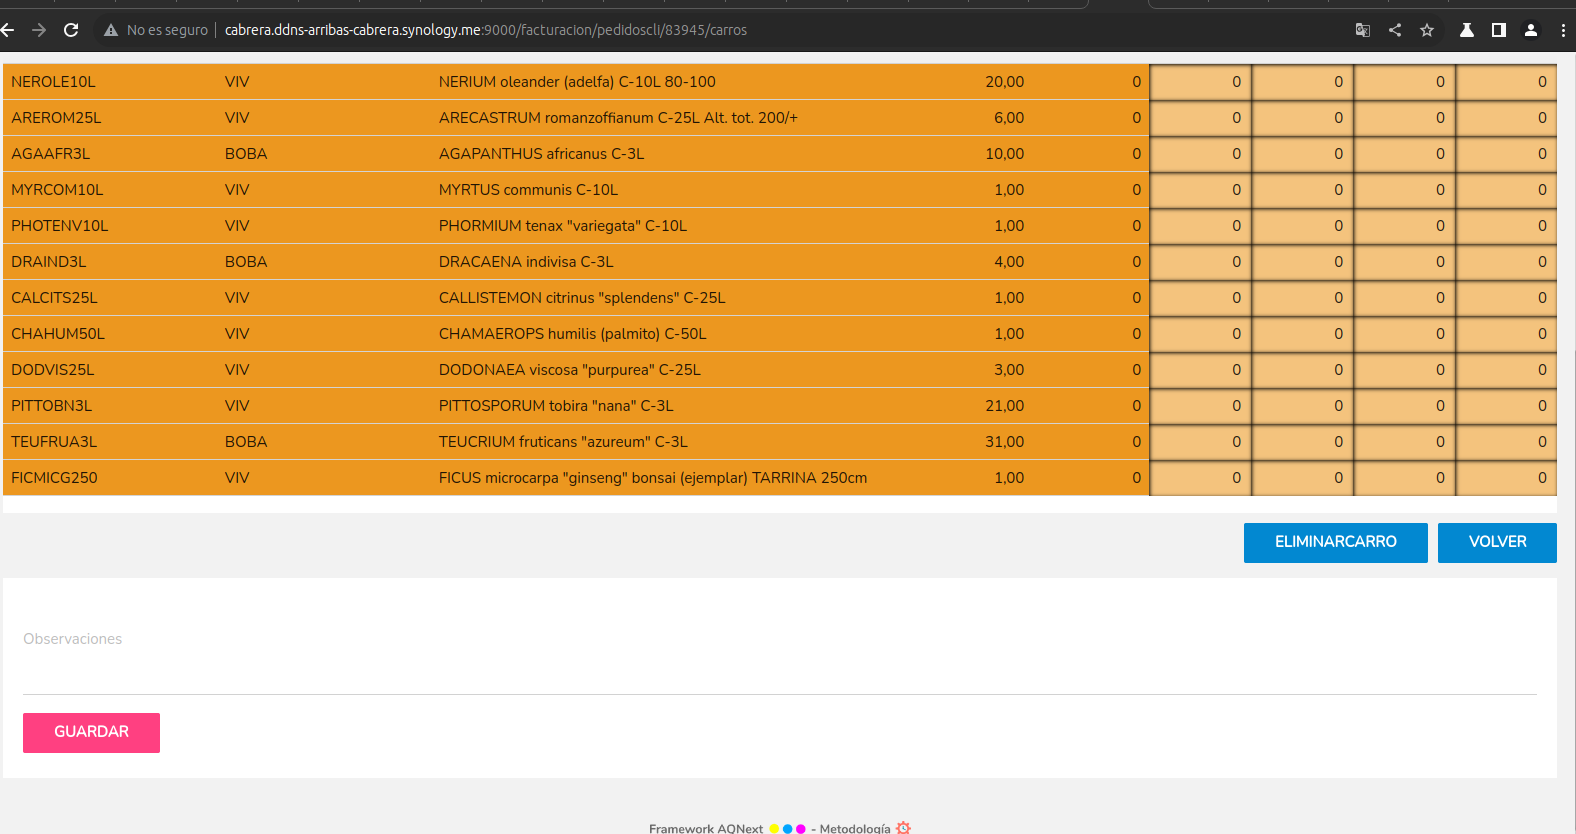 No es seguro | cabrera.ddns-arribas-cabrera.synology.me:9000/facturacion/pedidoscli/83945/carros
NEROLE10L VIV NERIUM oleander (adelfa) C-10L 80-100 20,00 0 0 0 0 0
AREROM25L VIV ARECASTRUM romanzoffianum C-25L Alt. tot. 200/+ 6,00 0 0 0 0 0
AGAAFR3L BOBA AGAPANTHUS africanus C-3L 10,00 0 0 0 0 0
MYRCOM10L VIV MYRTUS communis C-10L 1,00 0 0 0 0 0
PHOTENV10L VIV PHORMIUM tenax "variegata" C-10L 1,00 0 0 0 0 0
DRAIND3L BOBA DRACAENA indivisa C-3L 4,00 0 0 0 0 0
CALCITS25L VIV CALLISTEMON citrinus "splendens" C-25L 1,00 0 0 0 0 0
CHAHUM50L VIV CHAMAEROPS humilis (palmito) C-50L 1,00 0 0 0 0 0
DODVIS25L VIV DODONAEA viscosa "purpurea" C-25L 3,00 0 0 0 0 0
PITTOBN3L VIV PITTOSPORUM tobira "nana" C-3L 21,00 0 0 0 0 0
TEUFRUA3L BOBA TEUCRIUM fruticans "azureum" C-3L 31,00 0 0 0 0 0
FICMICG250 VIV FICUS microcarpa "ginseng" bonsai (ejemplar) TARRINA 250cm 1,00 0 0 0 0 0
ELIMINARCARRO VOLVER
Observaciones
GUARDAR
Framework AQNext - Metodología